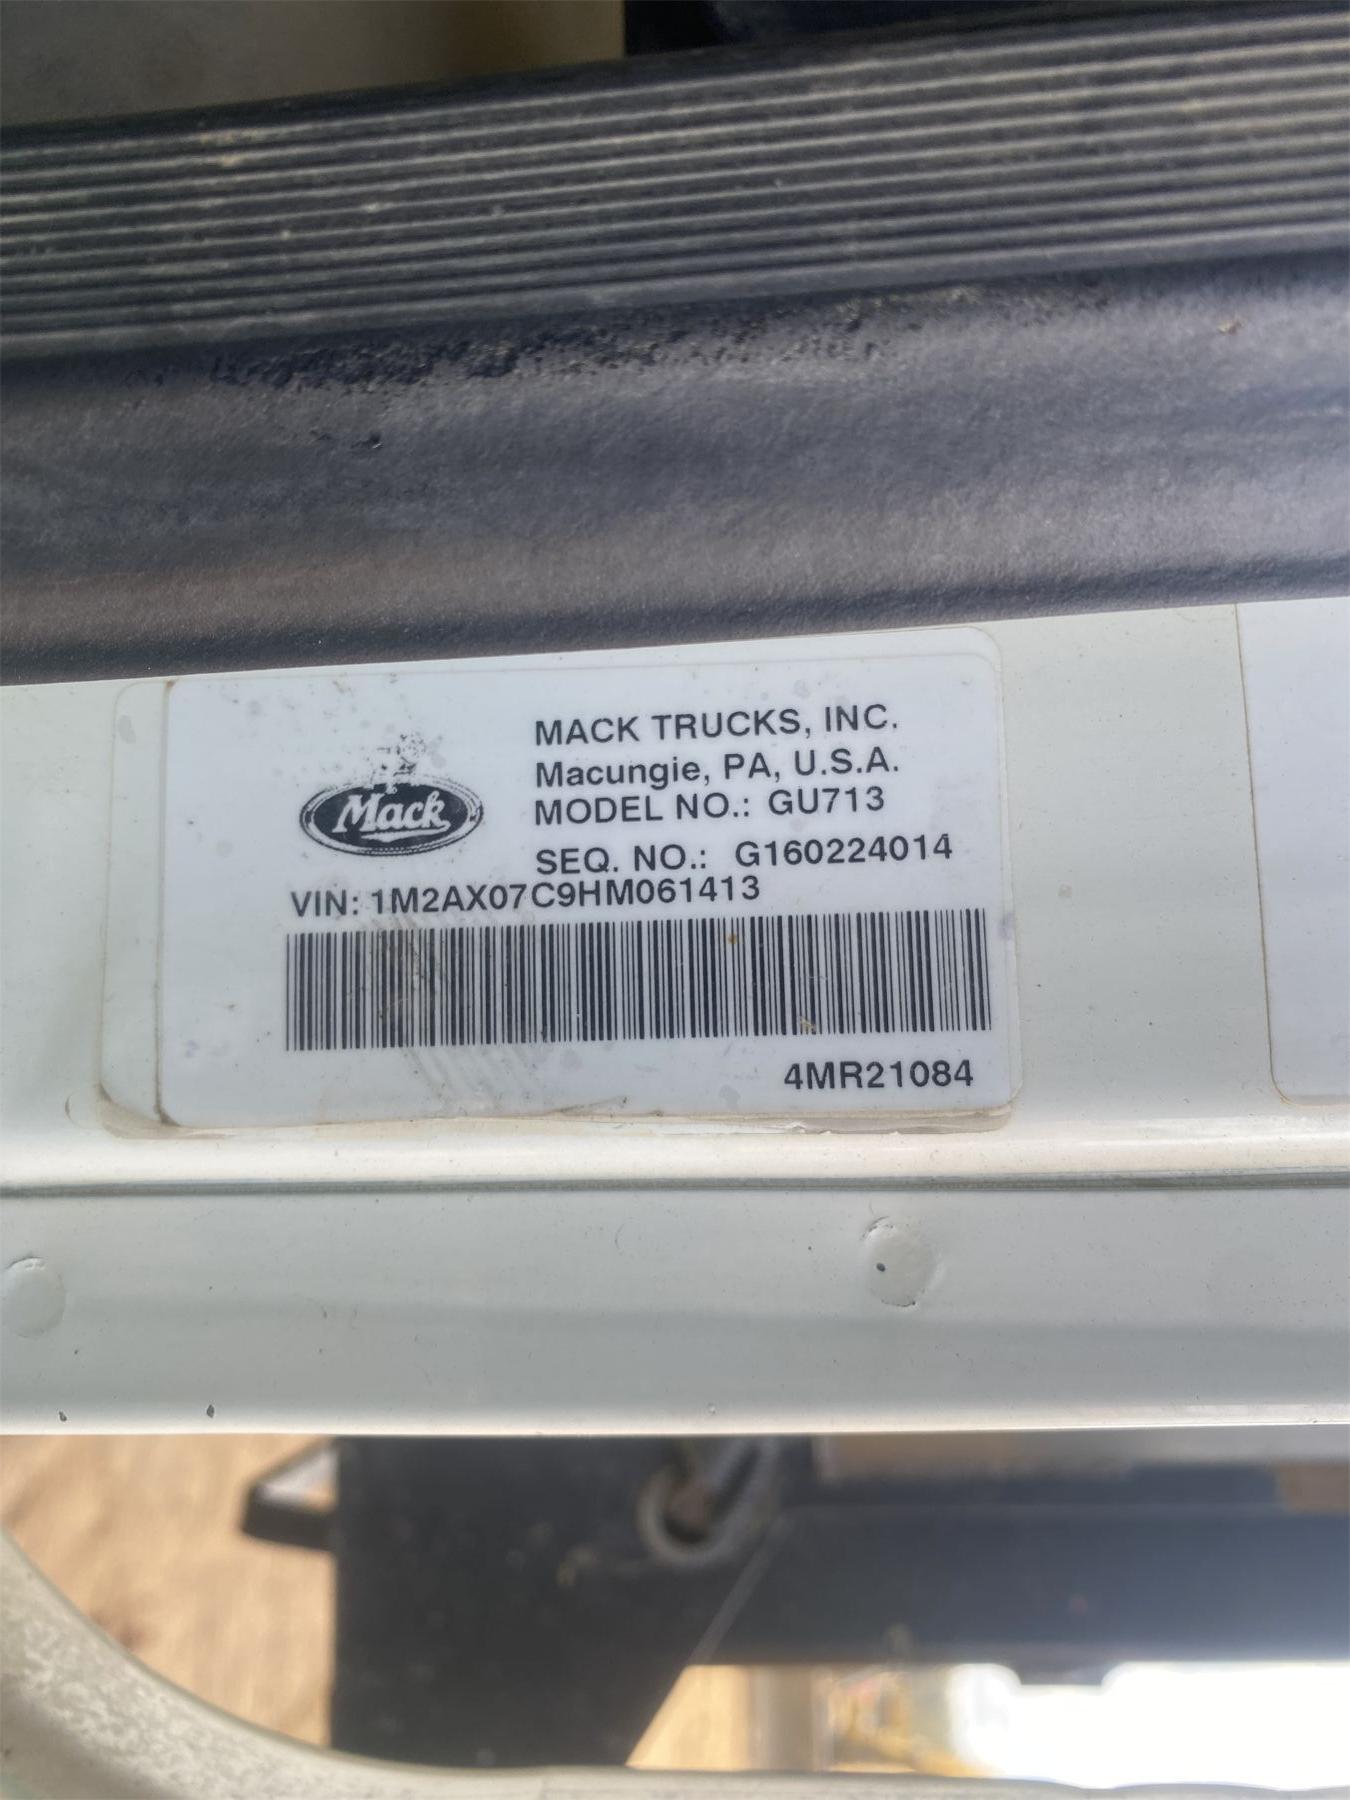 MACK TRUCKS, INC.
Macungie, PA, U.S.A.
MODEL NO.: GU713
Mack
SEQ. NO.: G160224014
VIN: 1M2AX07C9HM061413
4MR21084